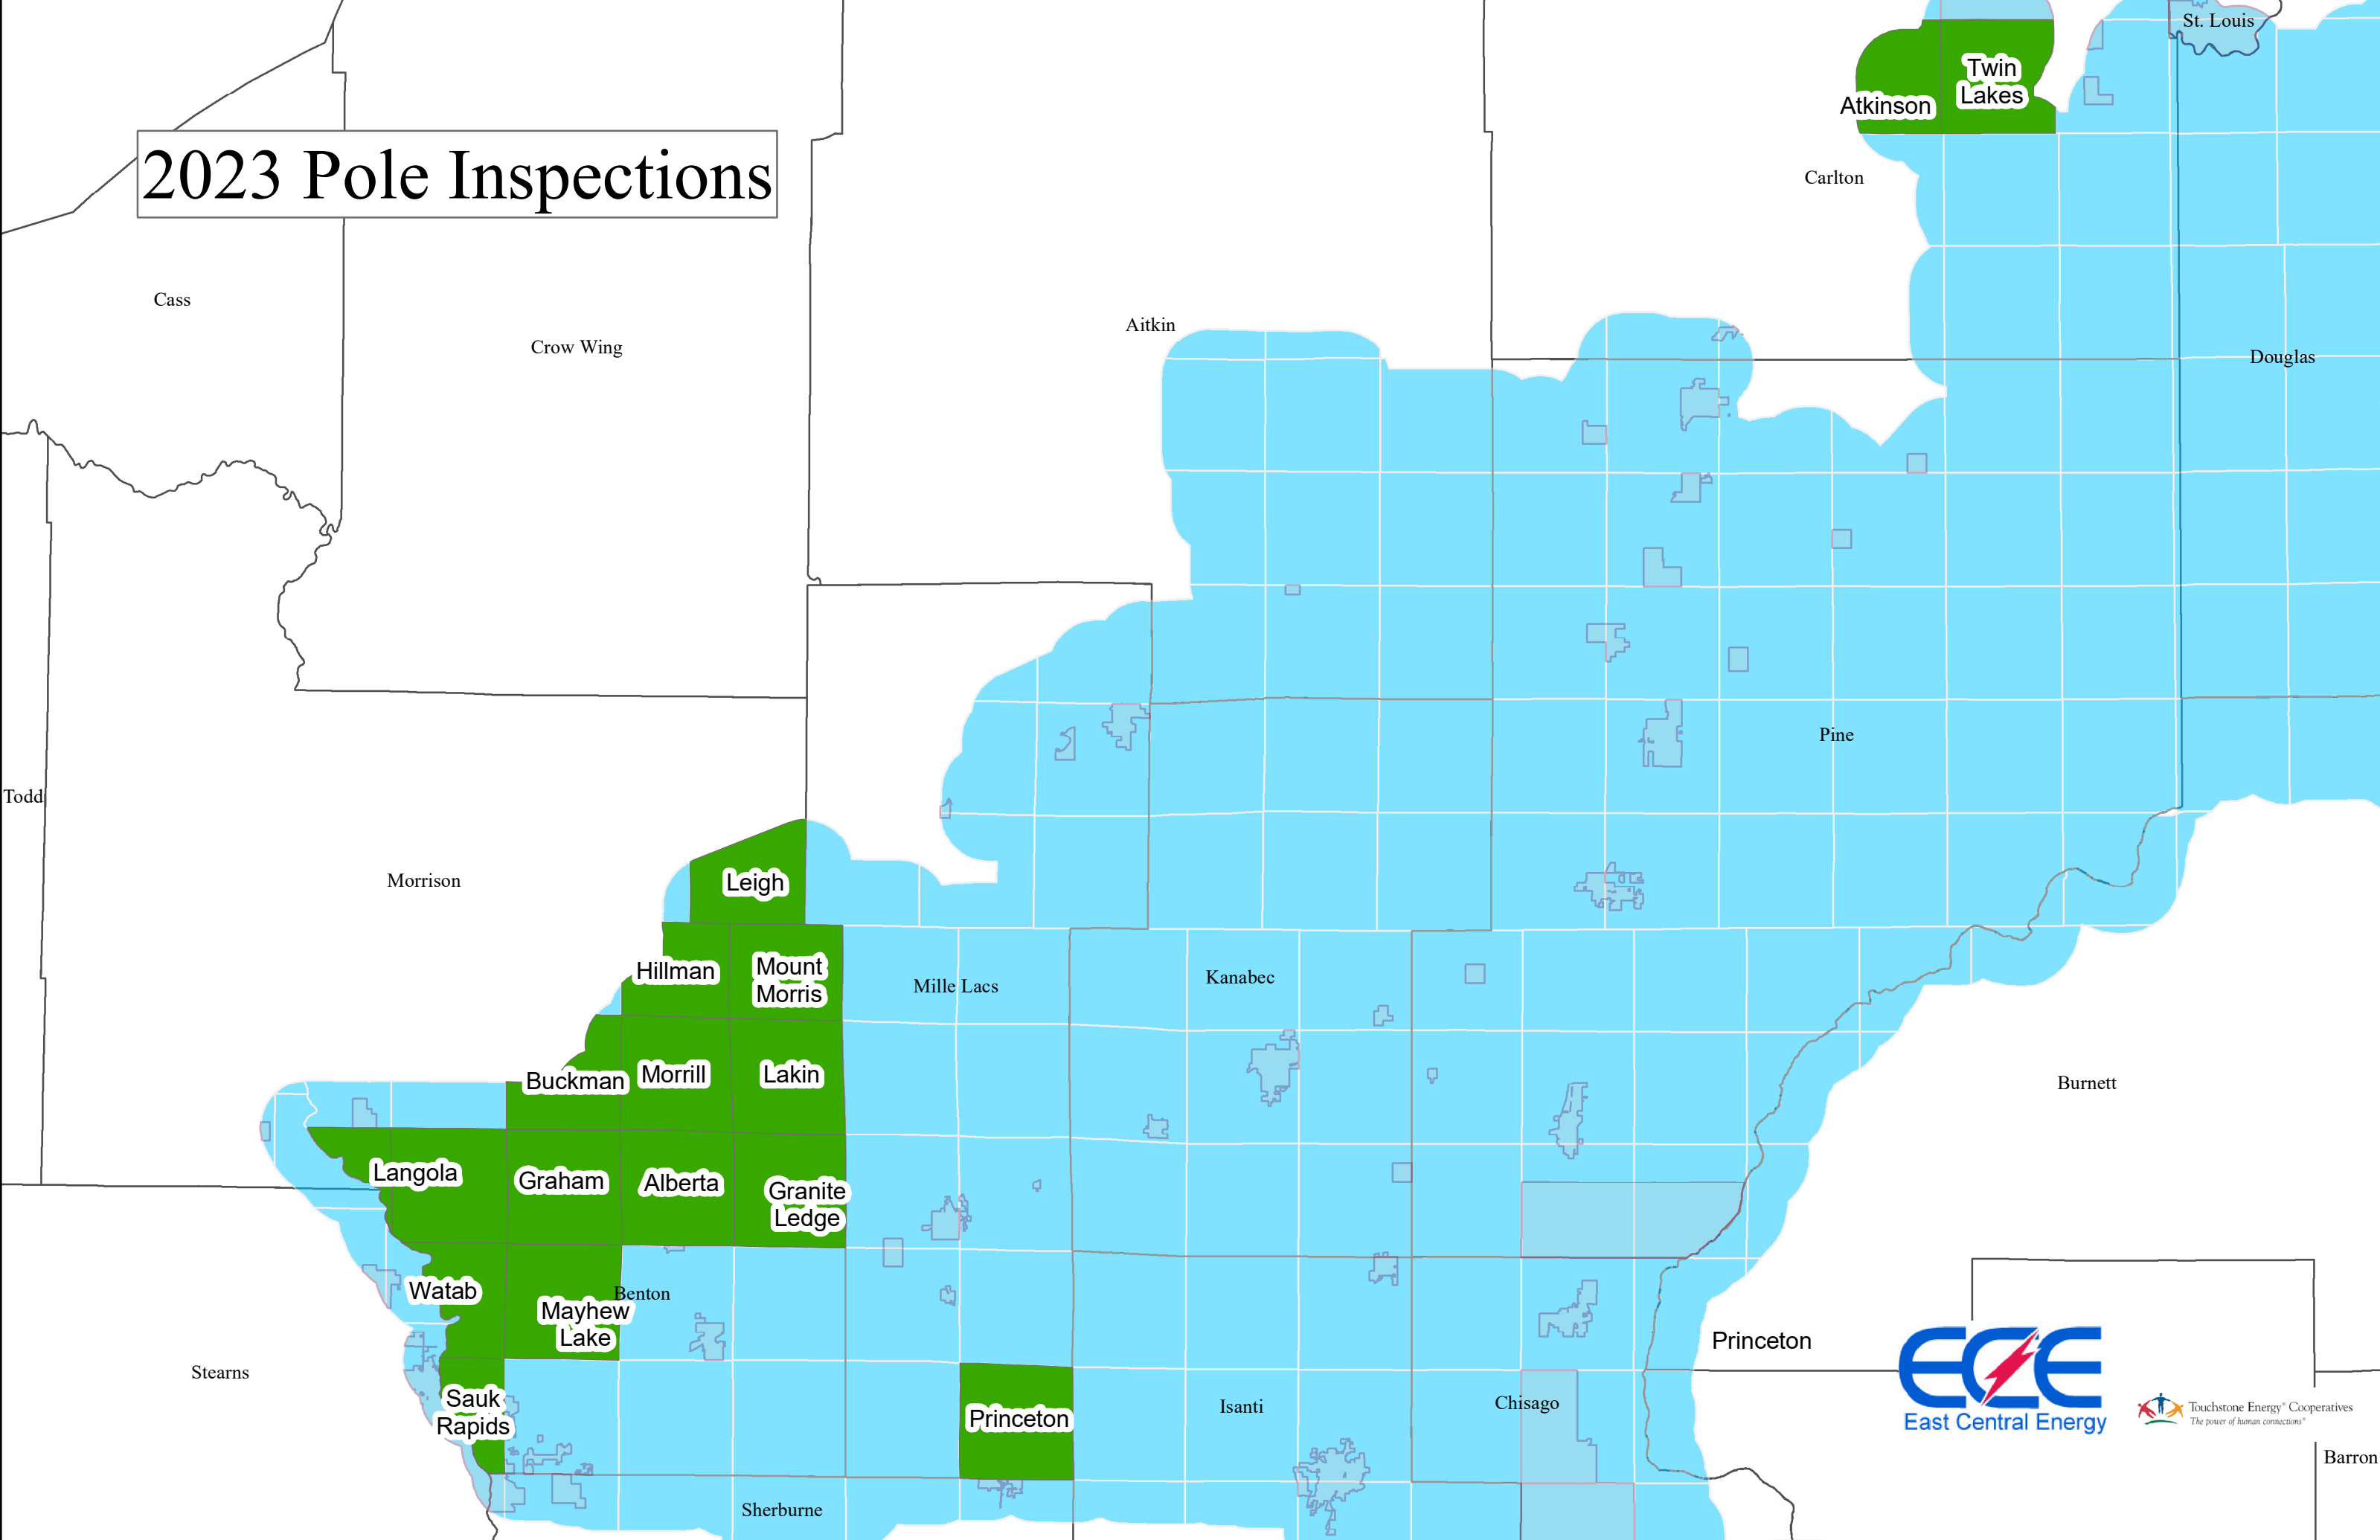 St. Louis
Twin
Lakes
Atkinson
2023 Pole Inspections
Carlton
Cass
Aitkin
Crow Wing
Douglas
Pine
Todd
Morrison
Leigh
Hillman
Mount
Morris
Mille Lacs
Kanabec
Buckman
Morrill
Lakin
Burnett
Langola
Graham
Alberta
Granite
Ledge
Watab
Benton
Mayhew
Lake
Princeton
ECE
East Central Energy
Touchstone Energy® Cooperatives
The power of human connections®
Stearns
Sauk
Rapids
Princeton
Isanti
Chisago
Barron
Sherburne